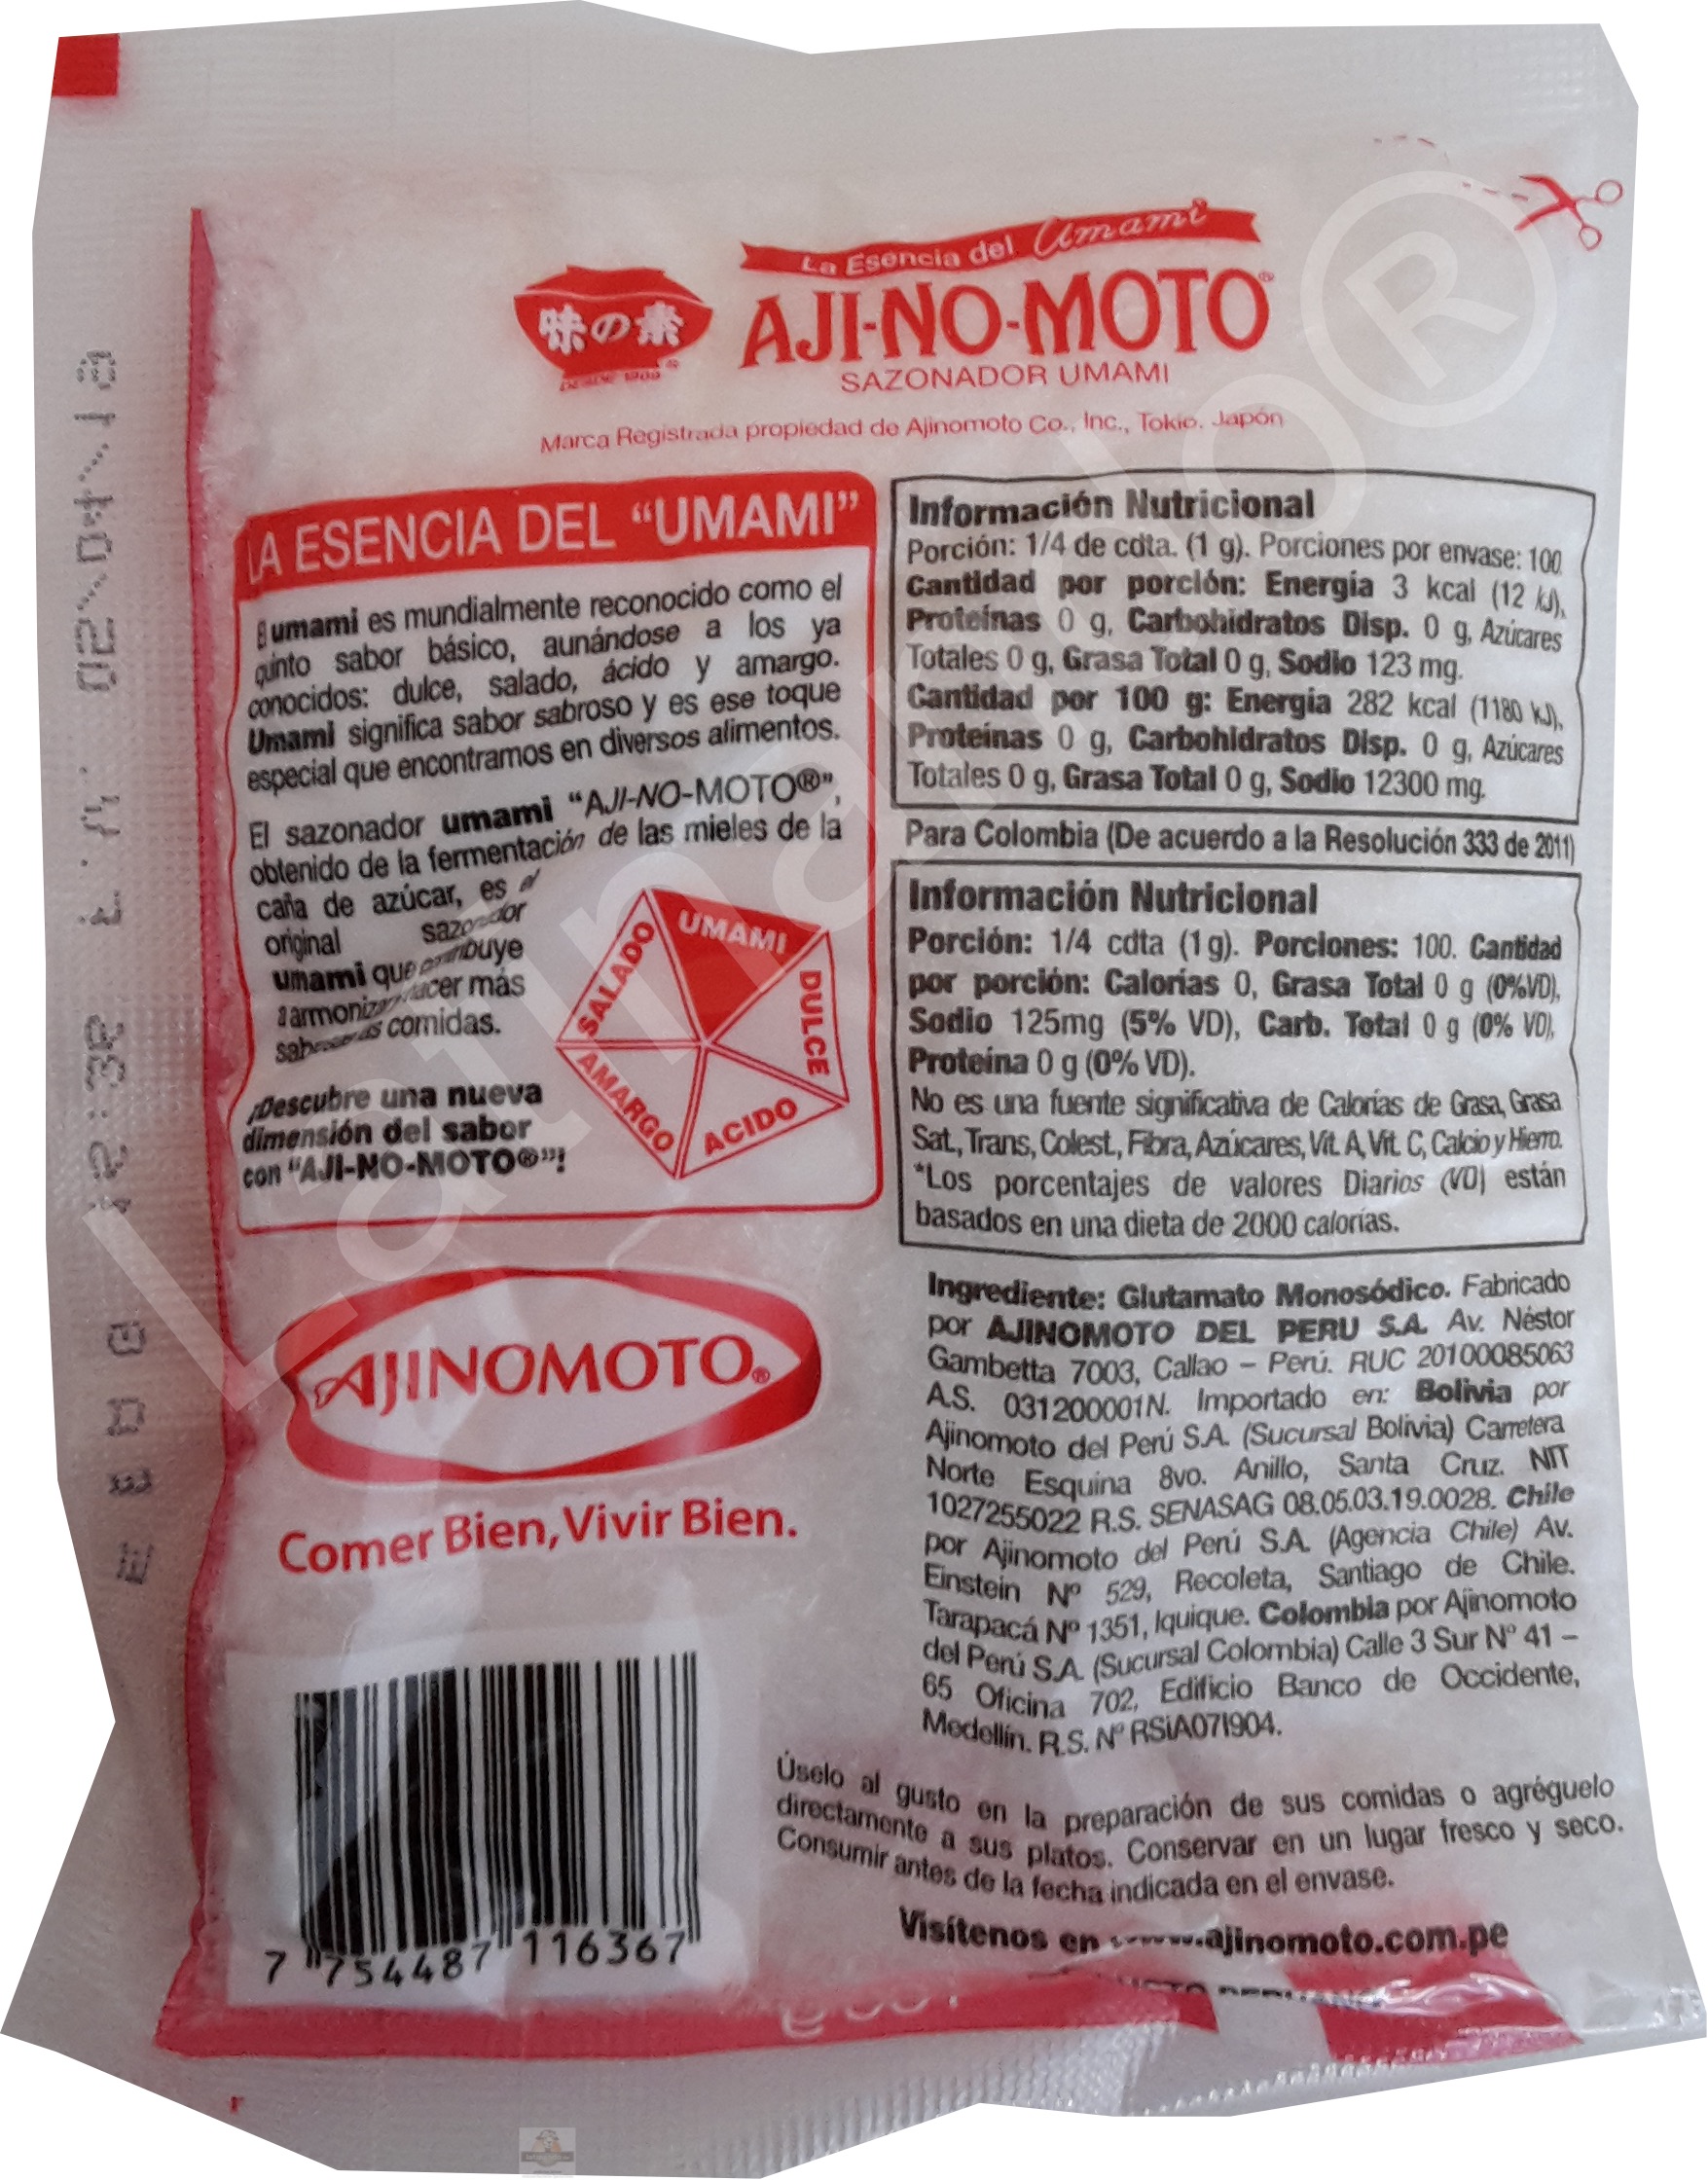 La Esencia del Umami
味の素
AJI-NO-MOTO®
DESDE 1909
SAZONADOR UMAMI
Marca Registrada propiedad de Ajinomoto Co., Inc., Tokio. Japón
LA ESENCIA DEL “UMAMI”
El umami es mundialmente reconocido como el
quinto sabor básico, aunándose a los ya
conocidos: dulce, salado, ácido y amargo.
Umami significa sabor sabroso y es ese toque
especial que encontramos en diversos alimentos.
El sazonador umami “AJI-NO-MOTO®”,
obtenido de la fermentación de las mieles de la
caña de azúcar, es el
original sazonador
umami que contribuye
a armonizar hacer más
comidas.
¡Descubre una nueva
dimensión del sabor
con “AJI-NO-MOTO®”!
UMAMI
SALADO
DULCE
AMARGO
ACIDO
Información Nutricional
Porción: 1/4 de cdta. (1 g). Porciones por envase: 100.
Cantidad por porción: Energía 3 kcal (12 kJ),
Proteínas 0 g, Carbohidratos Disp. 0 g, Azúcares
Totales 0 g, Grasa Total 0 g, Sodio 123 mg.
Cantidad por 100 g: Energía 282 kcal (1180 kJ),
Proteínas 0 g, Carbohidratos Disp. 0 g, Azúcares
Totales 0 g, Grasa Total 0 g, Sodio 12300 mg.
Para Colombia (De acuerdo a la Resolución 333 de 2011)
Información Nutricional
Porción: 1/4 cdta (1 g). Porciones: 100. Cantidad
por porción: Calorías 0, Grasa Total 0 g (0%VD),
Sodio 125mg (5% VD), Carb. Total 0 g (0% VD),
Proteína 0 g (0% VD).
No es una fuente significativa de Calorías de Grasa, Grasa
Sat., Trans, Colest., Fibra, Azúcares, Vit. A, Vit. C, Calcio y Hierro.
*Los porcentajes de valores Diarios (VD) están
basados en una dieta de 2000 calorías.
AJINOMOTO®
Comer Bien, Vivir Bien.
Ingrediente: Glutamato Monosódico. Fabricado
por AJINOMOTO DEL PERU S.A. Av. Néstor
Gambetta 7003, Callao – Perú. RUC 20100085063
A.S. 031200001N. Importado en: Bolivia por
Ajinomoto del Perú S.A. (Sucursal Bolivia) Carretera
Norte Esquina 8vo. Anillo, Santa Cruz. NIT
1027255022 R.S. SENASAG 08.05.03.19.0028. Chile
por Ajinomoto del Perú S.A. (Agencia Chile) Av.
Einstein Nº 529, Recoleta, Santiago de Chile.
Tarapacá Nº 1351, Iquique. Colombia por Ajinomoto
del Perú S.A. (Sucursal Colombia) Calle 3 Sur N° 41 –
65 Oficina 702, Edificio Banco de Occidente,
Medellín. R.S. Nº RSiA07I904.
Úselo al gusto en la preparación de sus comidas o agréguelo
directamente a sus platos. Conservar en un lugar fresco y seco.
Consumir antes de la fecha indicada en el envase.
Visítenos en www.ajinomoto.com.pe
7 754487 116367